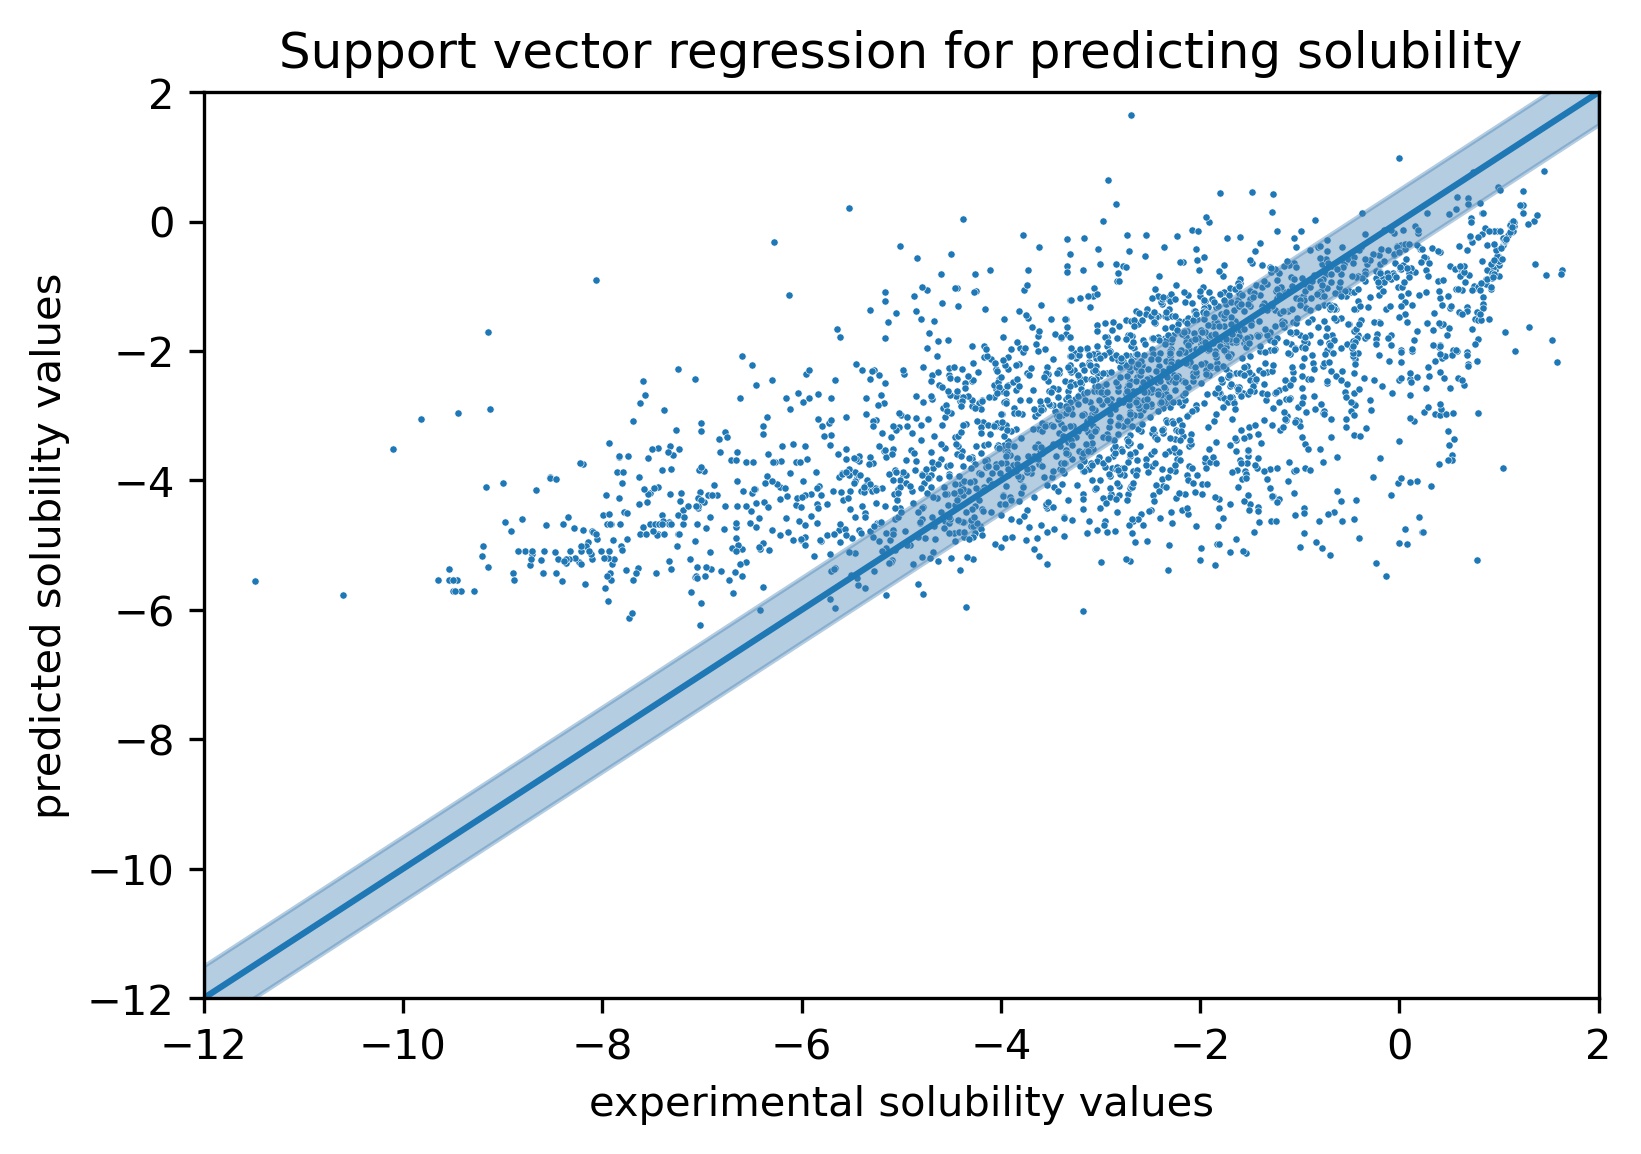 Support vector regression for predicting solubility
2
0
−2
−4
−6
−8
−10
−12
predicted solubility values
−12 −10 −8 −6 −4 −2 0 2
experimental solubility values